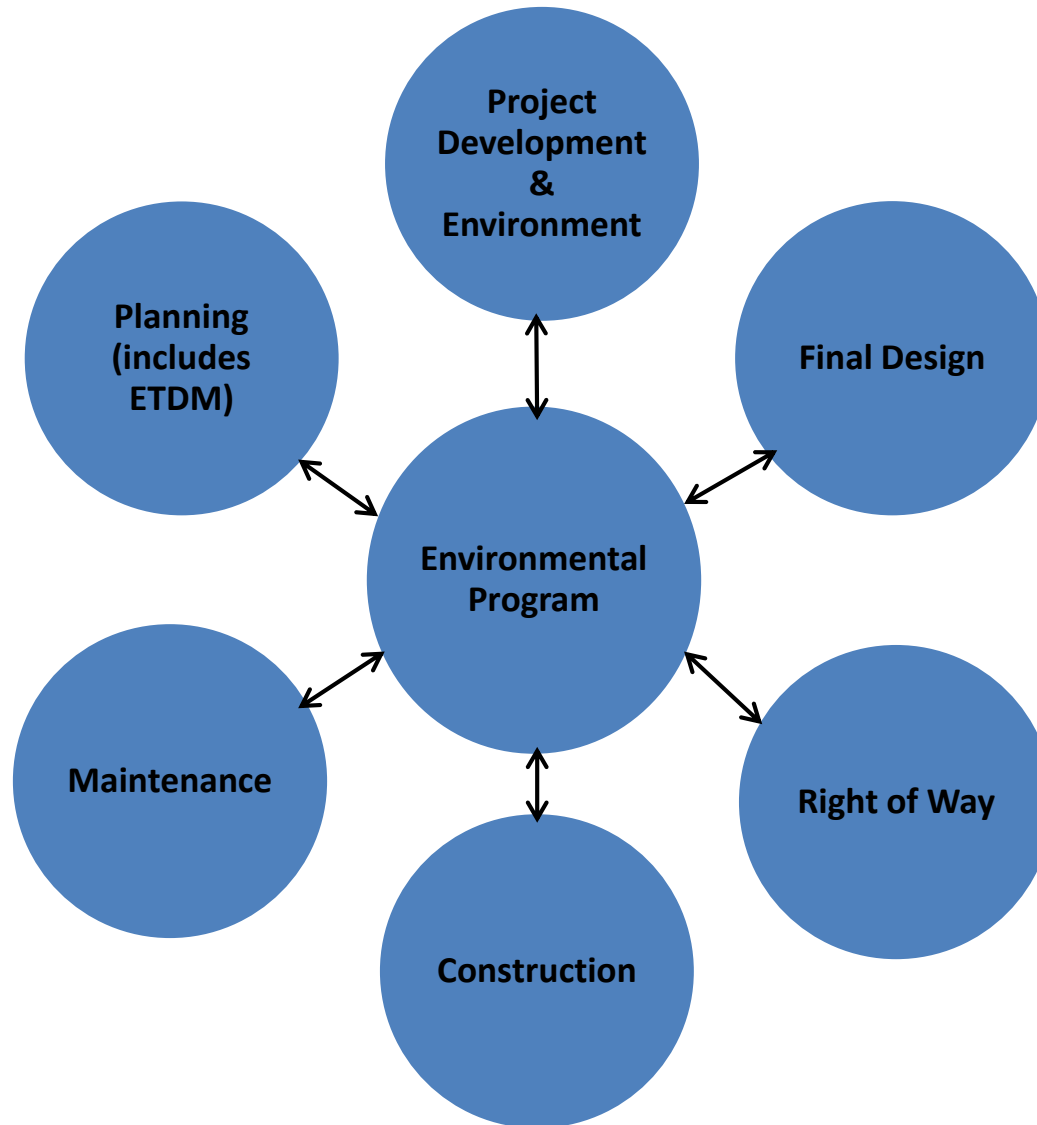 Project
Development
&
Environment
Planning
(includes
ETDM)
Final Design
Environmental
Program
Maintenance
Right of Way
Construction